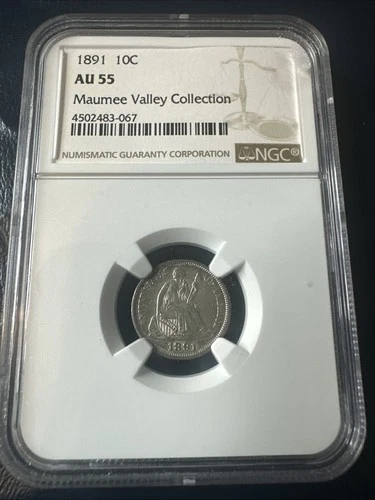 1891 10C
AU 55
Maumee Valley Collection
4502483-067
NUMISMATIC GUARANTY CORPORATION
NGC®
1891